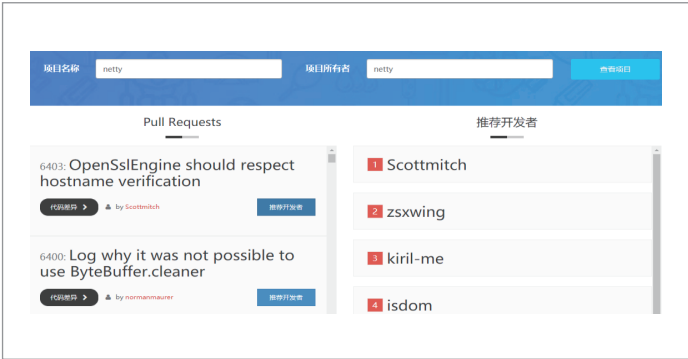 项目名称 netty 项目所有者 netty 查看项目
Pull Requests
6403: OpenSslEngine should respect
hostname verification
代码差异 by Scottmitch 推荐开发者
6400: Log why it was not possible to
use ByteBuffer.cleaner
代码差异 by normanmaurer 推荐开发者
推荐开发者
1 Scottmitch
2 zsxwing
3 kiril-me
4 isdom